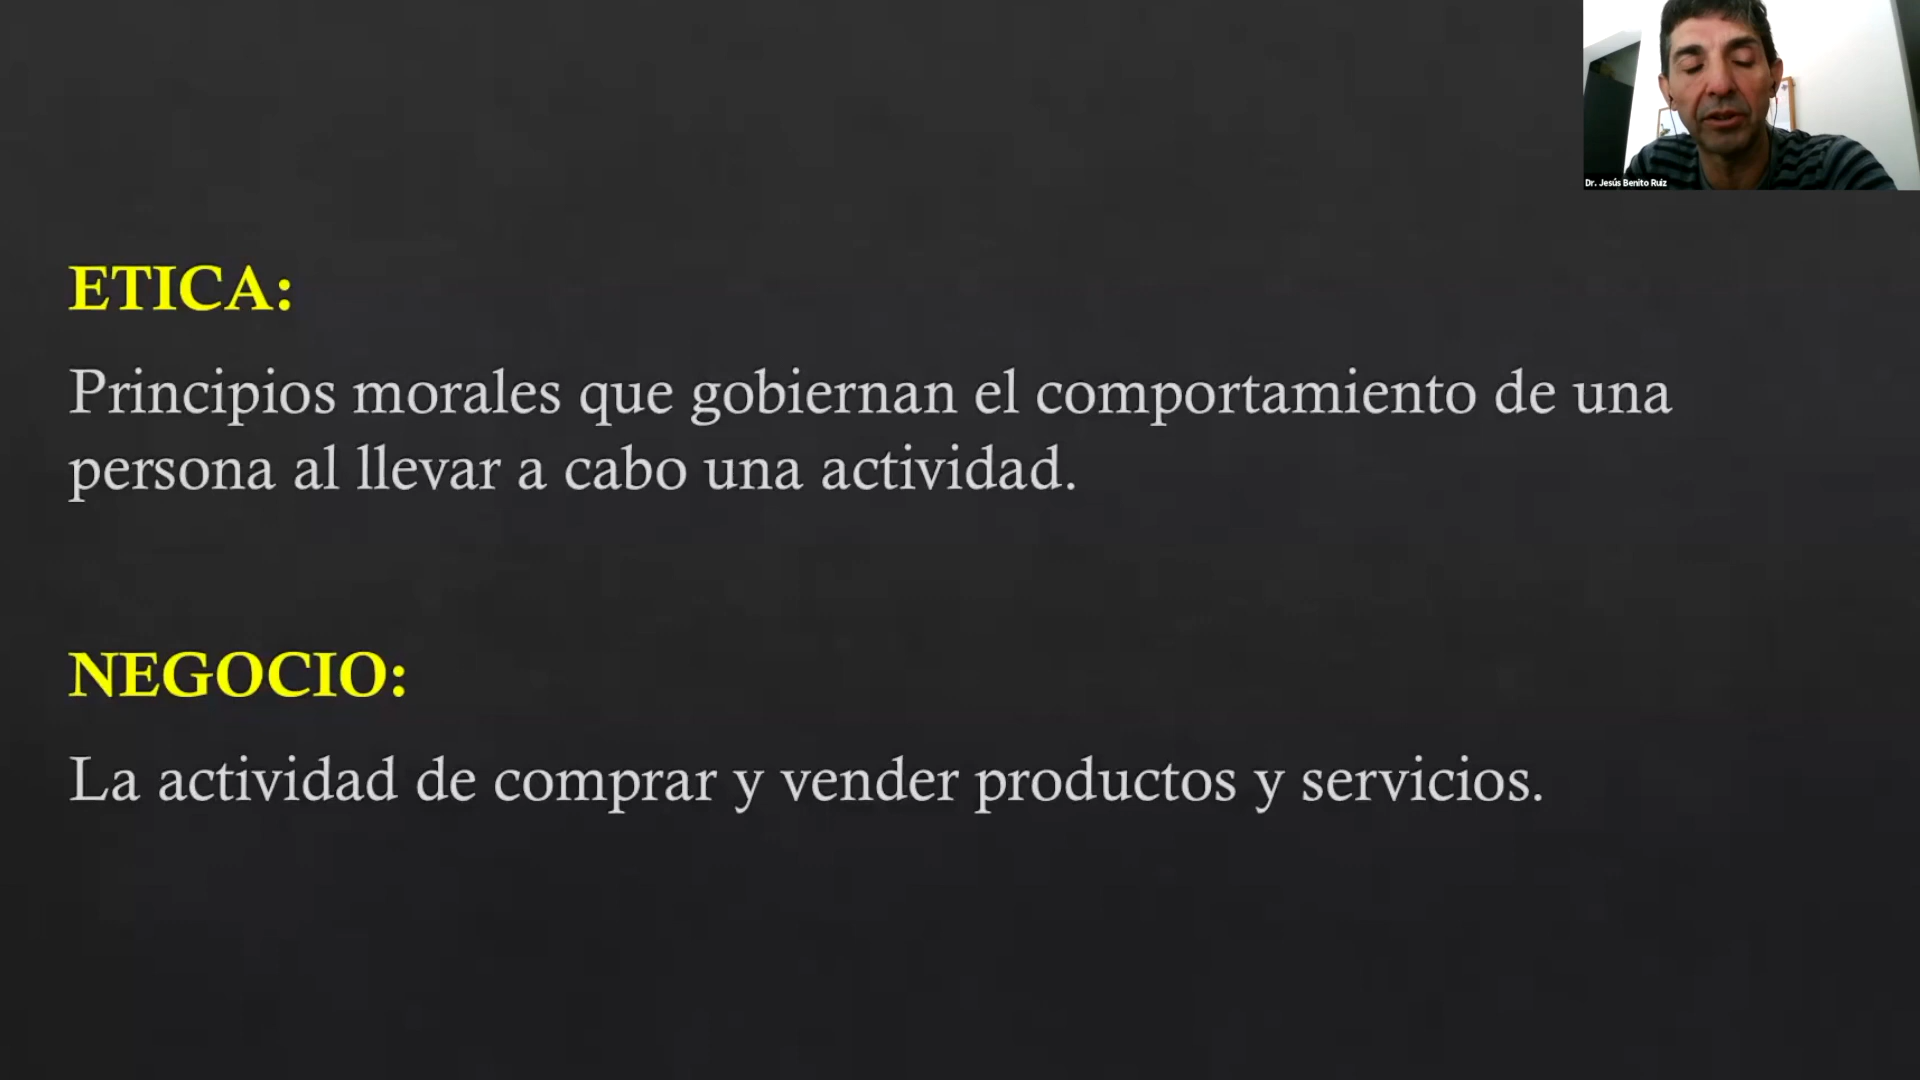 Dr. Jesús Benito Ruiz
ETICA:
Principios morales que gobiernan el comportamiento de una
persona al llevar a cabo una actividad.
NEGOCIO:
La actividad de comprar y vender productos y servicios.